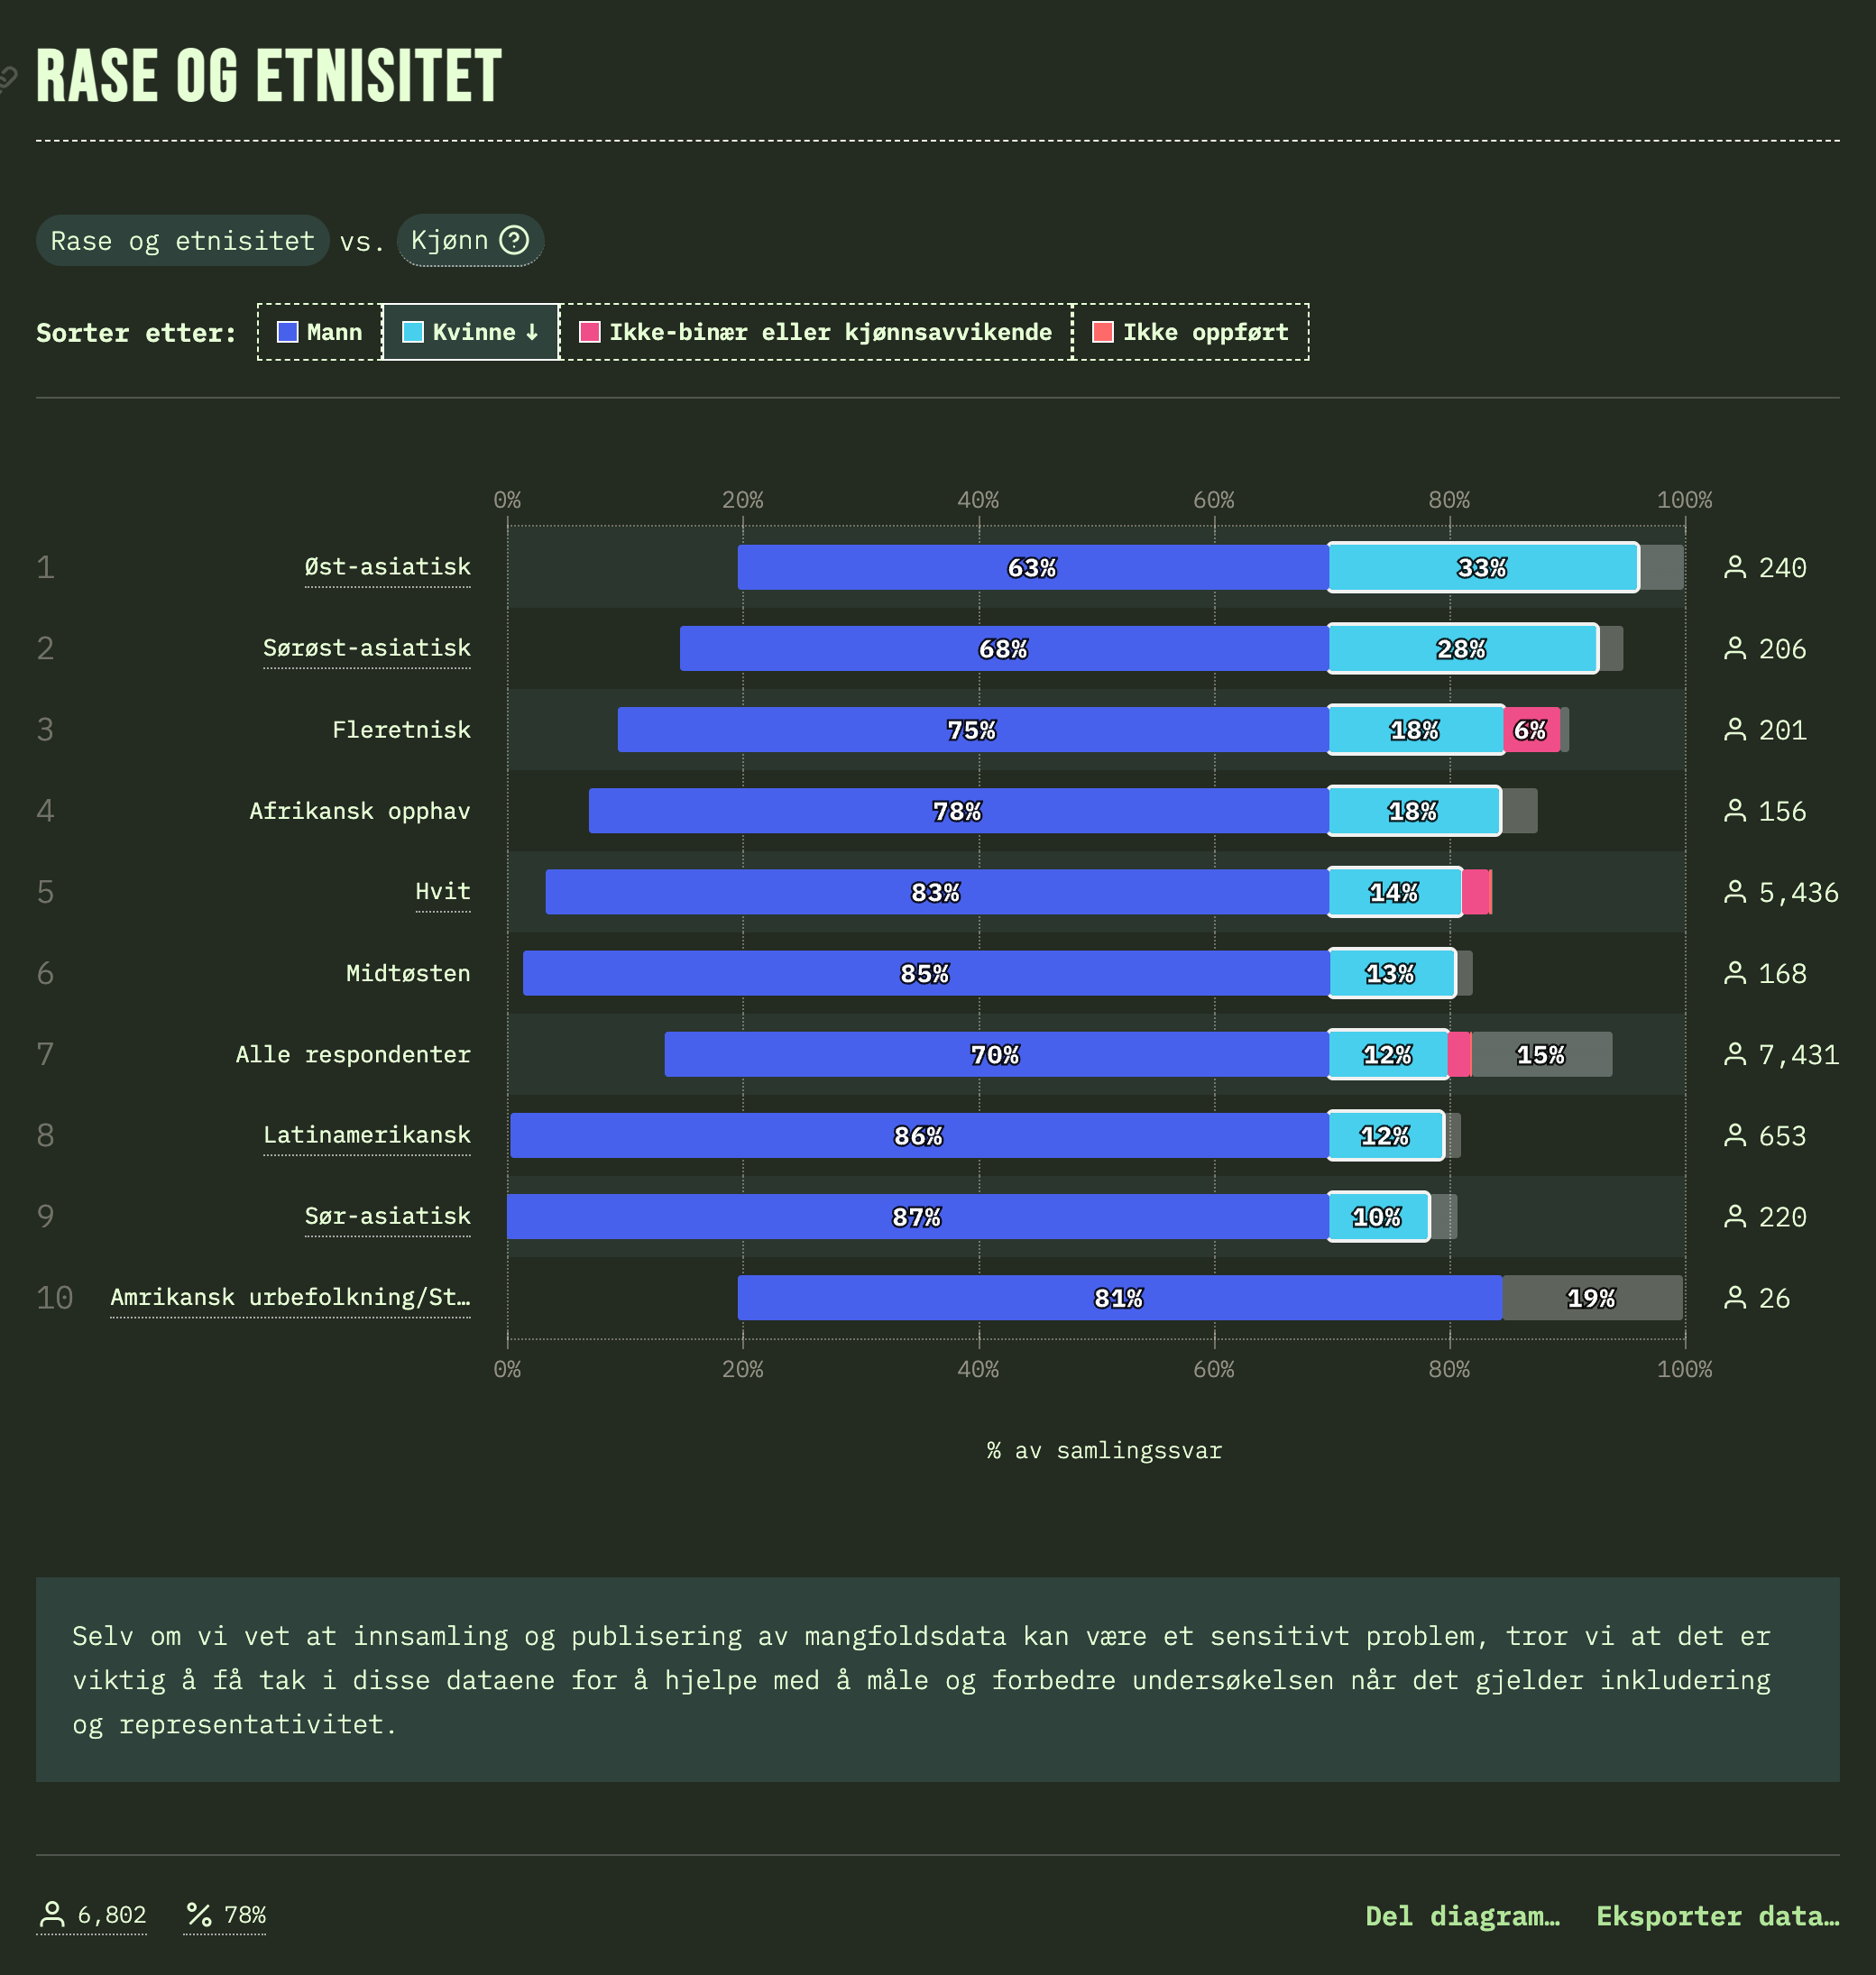 RASE OG ETNISITET
Rase og etnisitet vs. Kjønn ?
Sorter etter: Mann Kvinne ↓ Ikke-binær eller kjønnsavvikende Ikke oppført
0% 20% 40% 60% 80% 100%
1 Øst-asiatisk 63% 33% 240
2 Sørøst-asiatisk 68% 28% 206
3 Fleretnisk 75% 18% 6% 201
4 Afrikansk opphav 78% 18% 156
5 Hvit 83% 14% 5,436
6 Midtøsten 85% 13% 168
7 Alle respondenter 70% 12% 15% 7,431
8 Latinamerikansk 86% 12% 653
9 Sør-asiatisk 87% 10% 220
10 Amrikansk urbefolkning/St… 81% 19% 26
0% 20% 40% 60% 80% 100%
% av samlingssvar
Selv om vi vet at innsamling og publisering av mangfoldsdata kan være et sensitivt problem, tror vi at det er
viktig å få tak i disse dataene for å hjelpe med å måle og forbedre undersøkelsen når det gjelder inkludering
og representativitet.
6,802 % 78% Del diagram… Eksporter data…